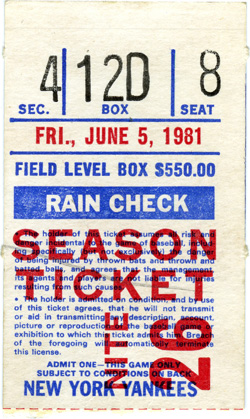 4 12D 8
SEC. BOX SEAT
FRI., JUNE 5, 1981
FIELD LEVEL BOX $550.00
RAIN CHECK
SEASON
TICKET
NITE
The holder of this ticket assumes all risk and
incidental to the game of baseball, includ-
ing specifically (but not exclusively) the danger
of being injured by thrown bats and thrown and
batted balls, and agrees that the management
its agents and players are not liable for injuries
resulting from such causes.
• The holder is admitted on condition, and by use
of this ticket agrees, that he will not transmit
or aid in transmitting any description, account,
picture or reproduction of the baseball game or
exhibition to which this ticket admits him. Breach
of the foregoing will automatically terminate
this license.
ADMIT ONE – THIS GAME ONLY
SUBJECT TO CONDITIONS ON BACK
NEW YORK YANKEES